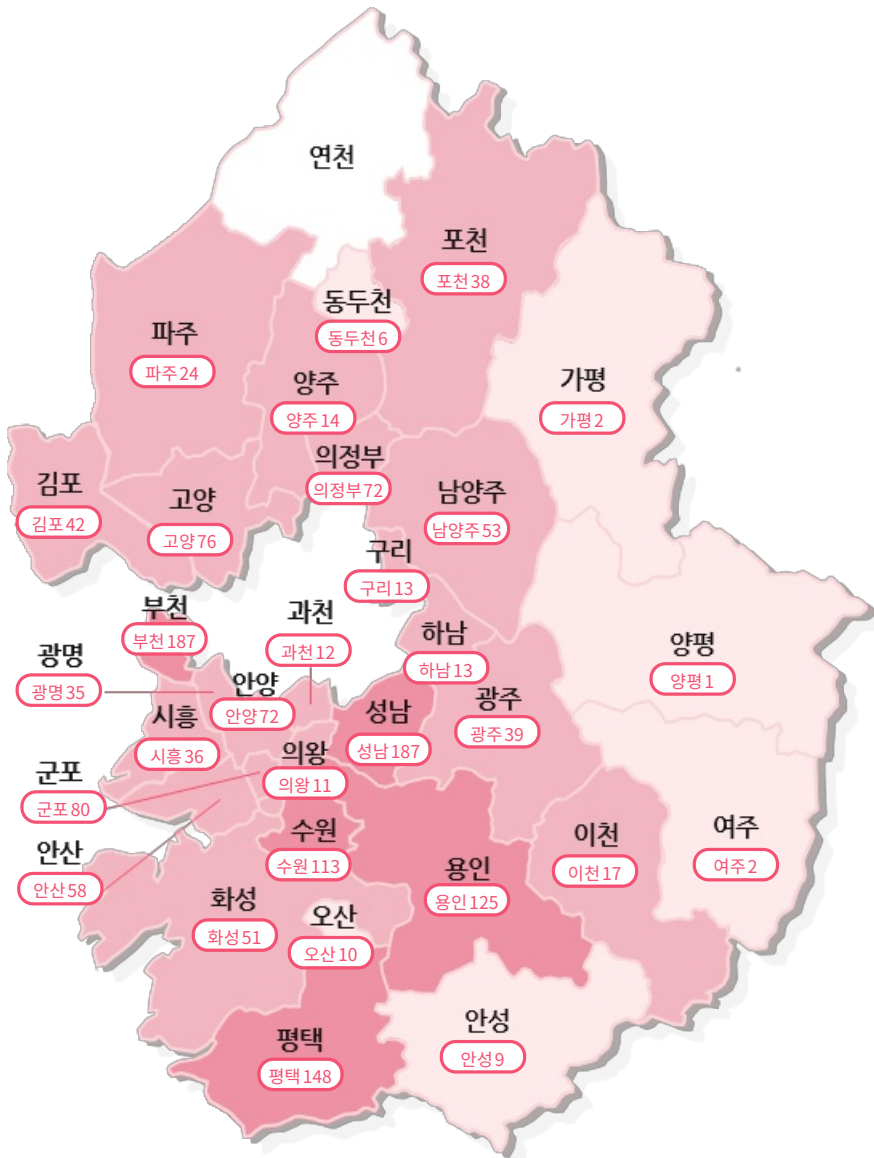 연천
포천
포천38
동두천
동두천6
파주
파주24
양주
양주14
가평
가평2
의정부
의정부72
김포
김포42
고양
고양76
남양주
남양주53
구리
구리13
부천
부천187
과천
과천12
하남
하남13
양평
양평1
광명
광명35
안양
안양72
시흥
시흥36
성남
성남187
광주
광주39
의왕
의왕11
군포
군포80
수원
수원113
이천
이천17
여주
여주2
안산
안산58
용인
용인125
화성
화성51
오산
오산10
안성
안성9
평택
평택148